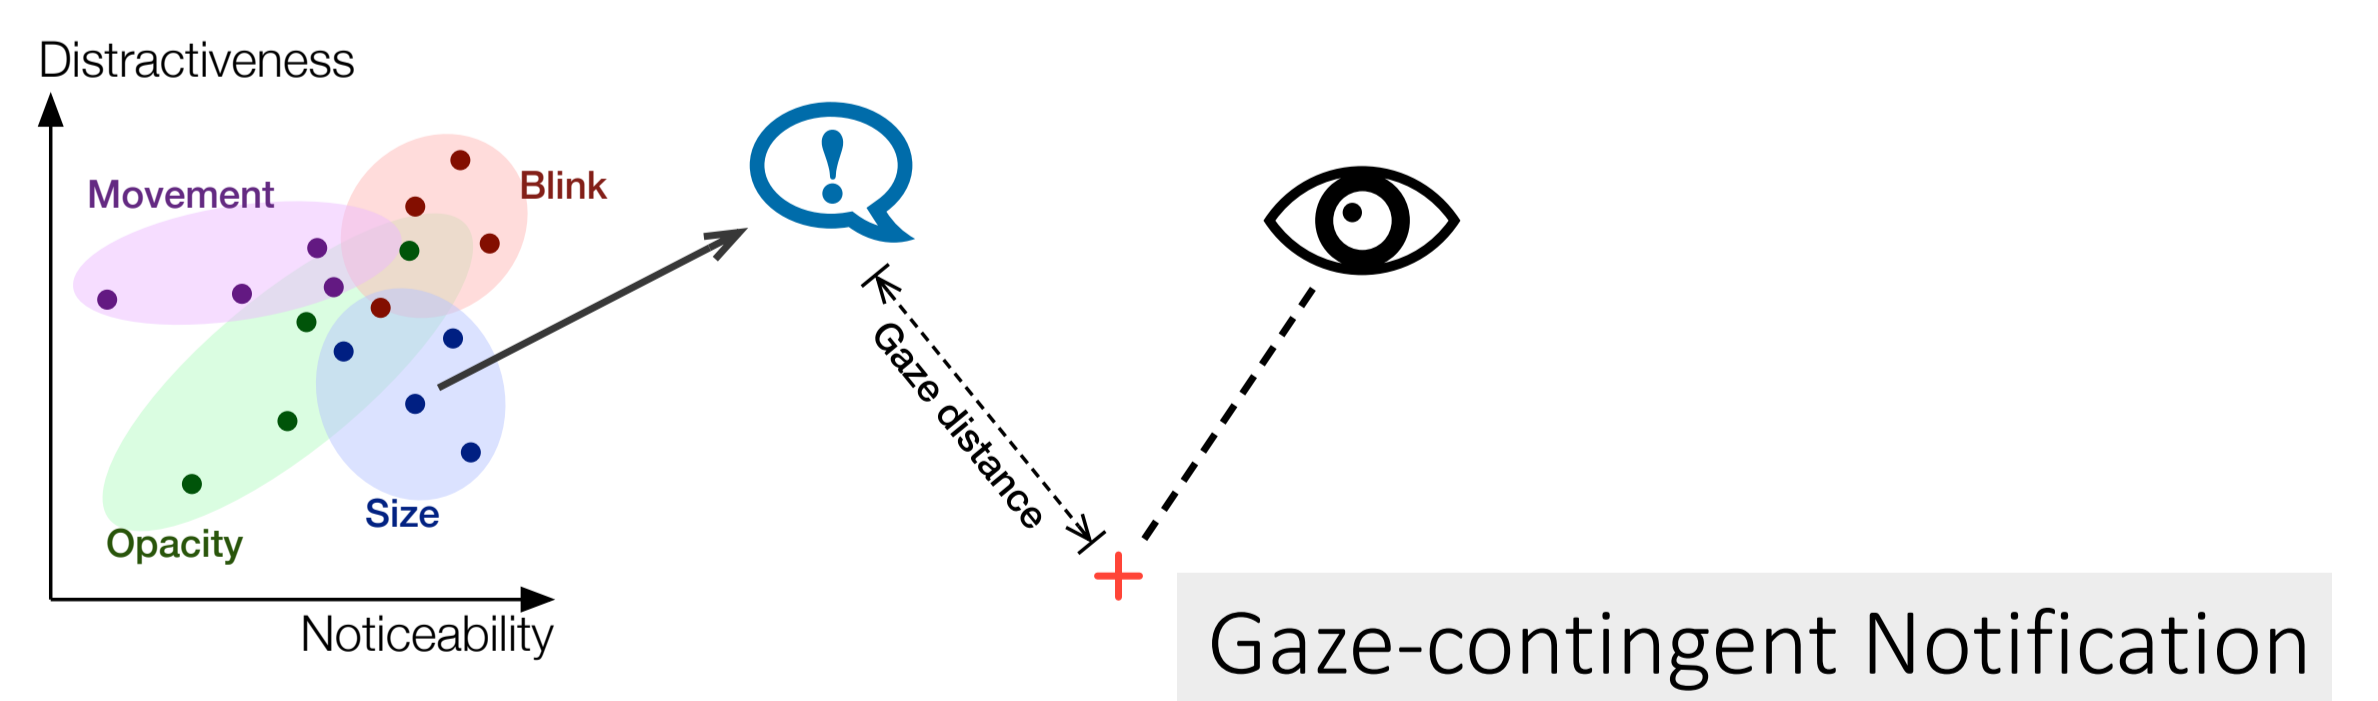 Distractiveness
Movement
Blink
!
Gaze distance
Size
Opacity
Noticeability
Gaze-contingent Notification